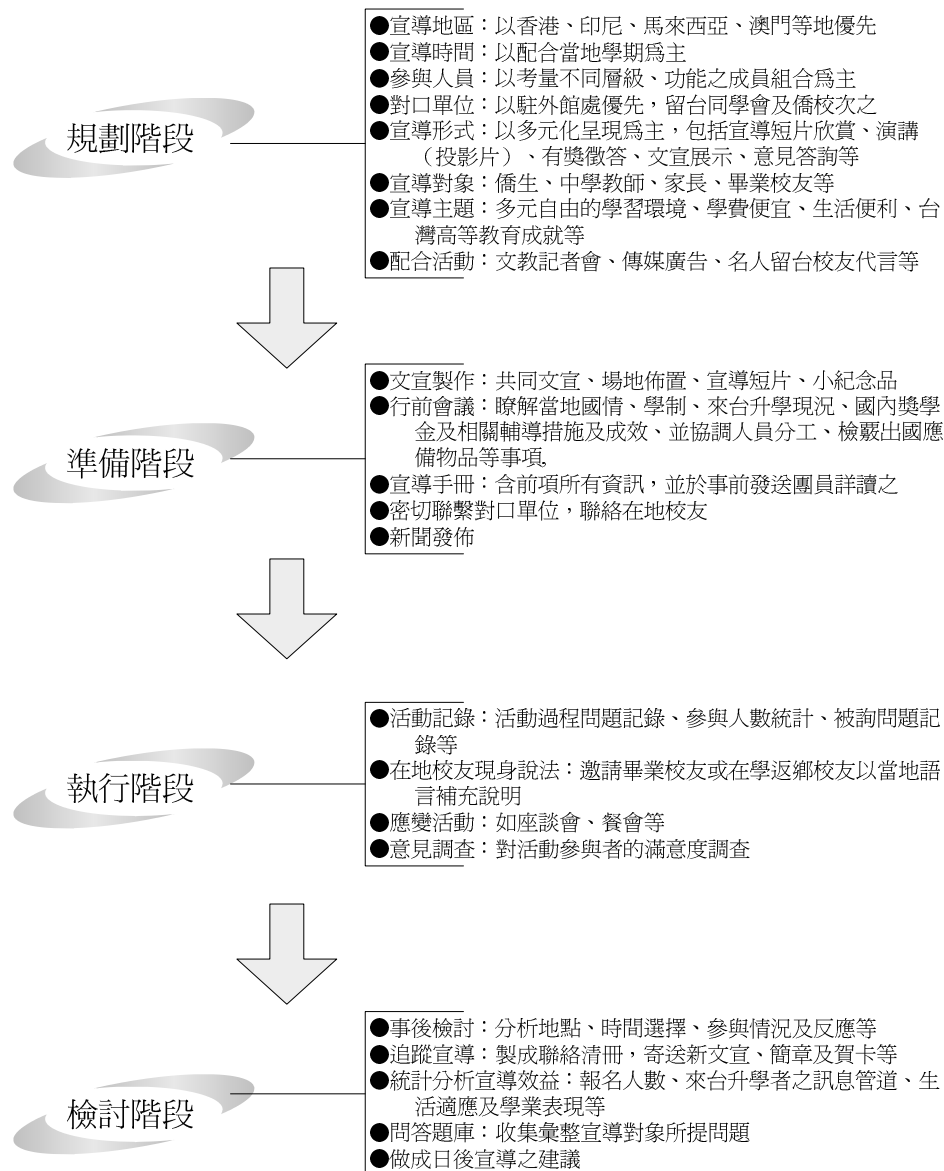 規劃階段
●宣導地區：以香港、印尼、馬來西亞、澳門等地優先
●宣導時間：以配合當地學期為主
●參與人員：以考量不同層級、功能之成員組合為主
●對口單位：以駐外館處優先，留台同學會及僑校次之
●宣導形式：以多元化呈現為主，包括宣導短片欣賞、演講
（投影片）、有獎徵答、文宣展示、意見答詢等
●宣導對象：僑生、中學教師、家長、畢業校友等
●宣導主題：多元自由的學習環境、學費便宜、生活便利、台
灣高等教育成就等
●配合活動：文教記者會、傳媒廣告、名人留台校友代言等
準備階段
●文宣製作：共同文宣、場地佈置、宣導短片、小紀念品
●行前會議：瞭解當地國情、學制、來台升學現況、國內獎學
金及相關輔導措施及成效、並協調人員分工、檢覈出國應
備物品等事項.
●宣導手冊：含前項所有資訊，並於事前發送團員詳讀之
●密切聯繫對口單位，聯絡在地校友
●新聞發佈
執行階段
●活動記錄：活動過程問題記錄、參與人數統計、被詢問題記
錄等
●在地校友現身說法：邀請畢業校友或在學返鄉校友以當地語
言補充說明
●應變活動：如座談會、餐會等
●意見調查：對活動參與者的滿意度調查
檢討階段
●事後檢討：分析地點、時間選擇、參與情況及反應等
●追蹤宣導：製成聯絡清冊，寄送新文宣、簡章及賀卡等
●統計分析宣導效益：報名人數、來台升學者之訊息管道、生
活適應及學業表現等
●問答題庫：收集彙整宣導對象所提問題
●做成日後宣導之建議